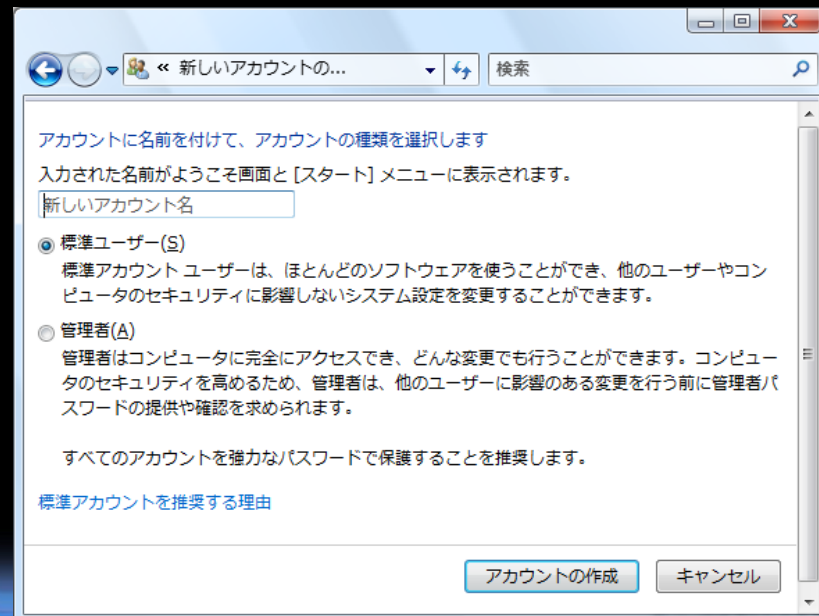 « 新しいアカウントの...
検索
アカウントに名前を付けて、アカウントの種類を選択します
入力された名前がようこそ画面と [スタート] メニューに表示されます。
新しいアカウント名
標準ユーザー(S)
標準アカウント ユーザーは、ほとんどのソフトウェアを使うことができ、他のユーザーやコン
ピュータのセキュリティに影響しないシステム設定を変更することができます。
管理者(A)
管理者はコンピュータに完全にアクセスでき、どんな変更でも行うことができます。コンピュー
タのセキュリティを高めるため、管理者は、他のユーザーに影響のある変更を行う前に管理者パ
スワードの提供や確認を求められます。
すべてのアカウントを強力なパスワードで保護することを推奨します。
標準アカウントを推奨する理由
アカウントの作成
キャンセル